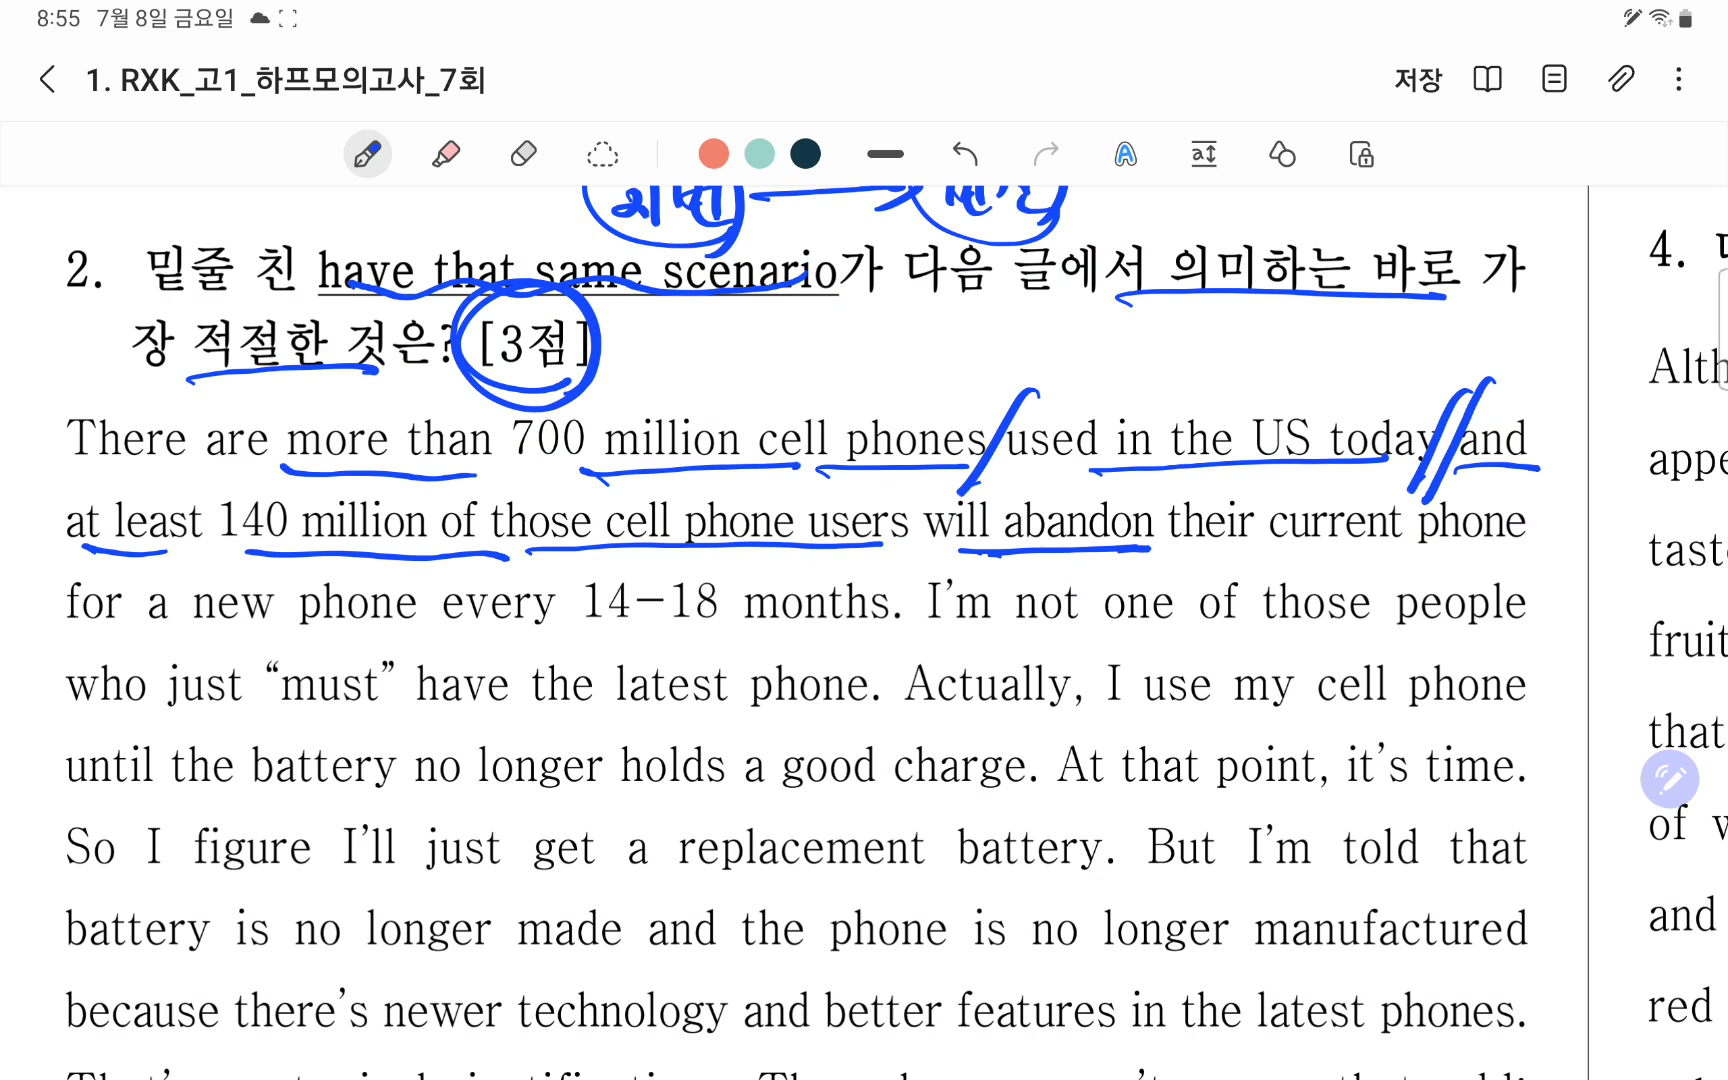 8:55 7월 8일 금요일
1. RXK_고1_하프모의고사_7회
저장
2. 밑줄 친 have that same scenario가 다음 글에서 의미하는 바로 가
장 적절한 것은? [3점]
There are more than 700 million cell phones used in the US today and
at least 140 million of those cell phone users will abandon their current phone
for a new phone every 14-18 months. I'm not one of those people
who just “must” have the latest phone. Actually, I use my cell phone
until the battery no longer holds a good charge. At that point, it's time.
So I figure I'll just get a replacement battery. But I'm told that
battery is no longer made and the phone is no longer manufactured
because there's newer technology and better features in the latest phones.
4.
Alth
appe
taste
fruit
that
of w
and
red